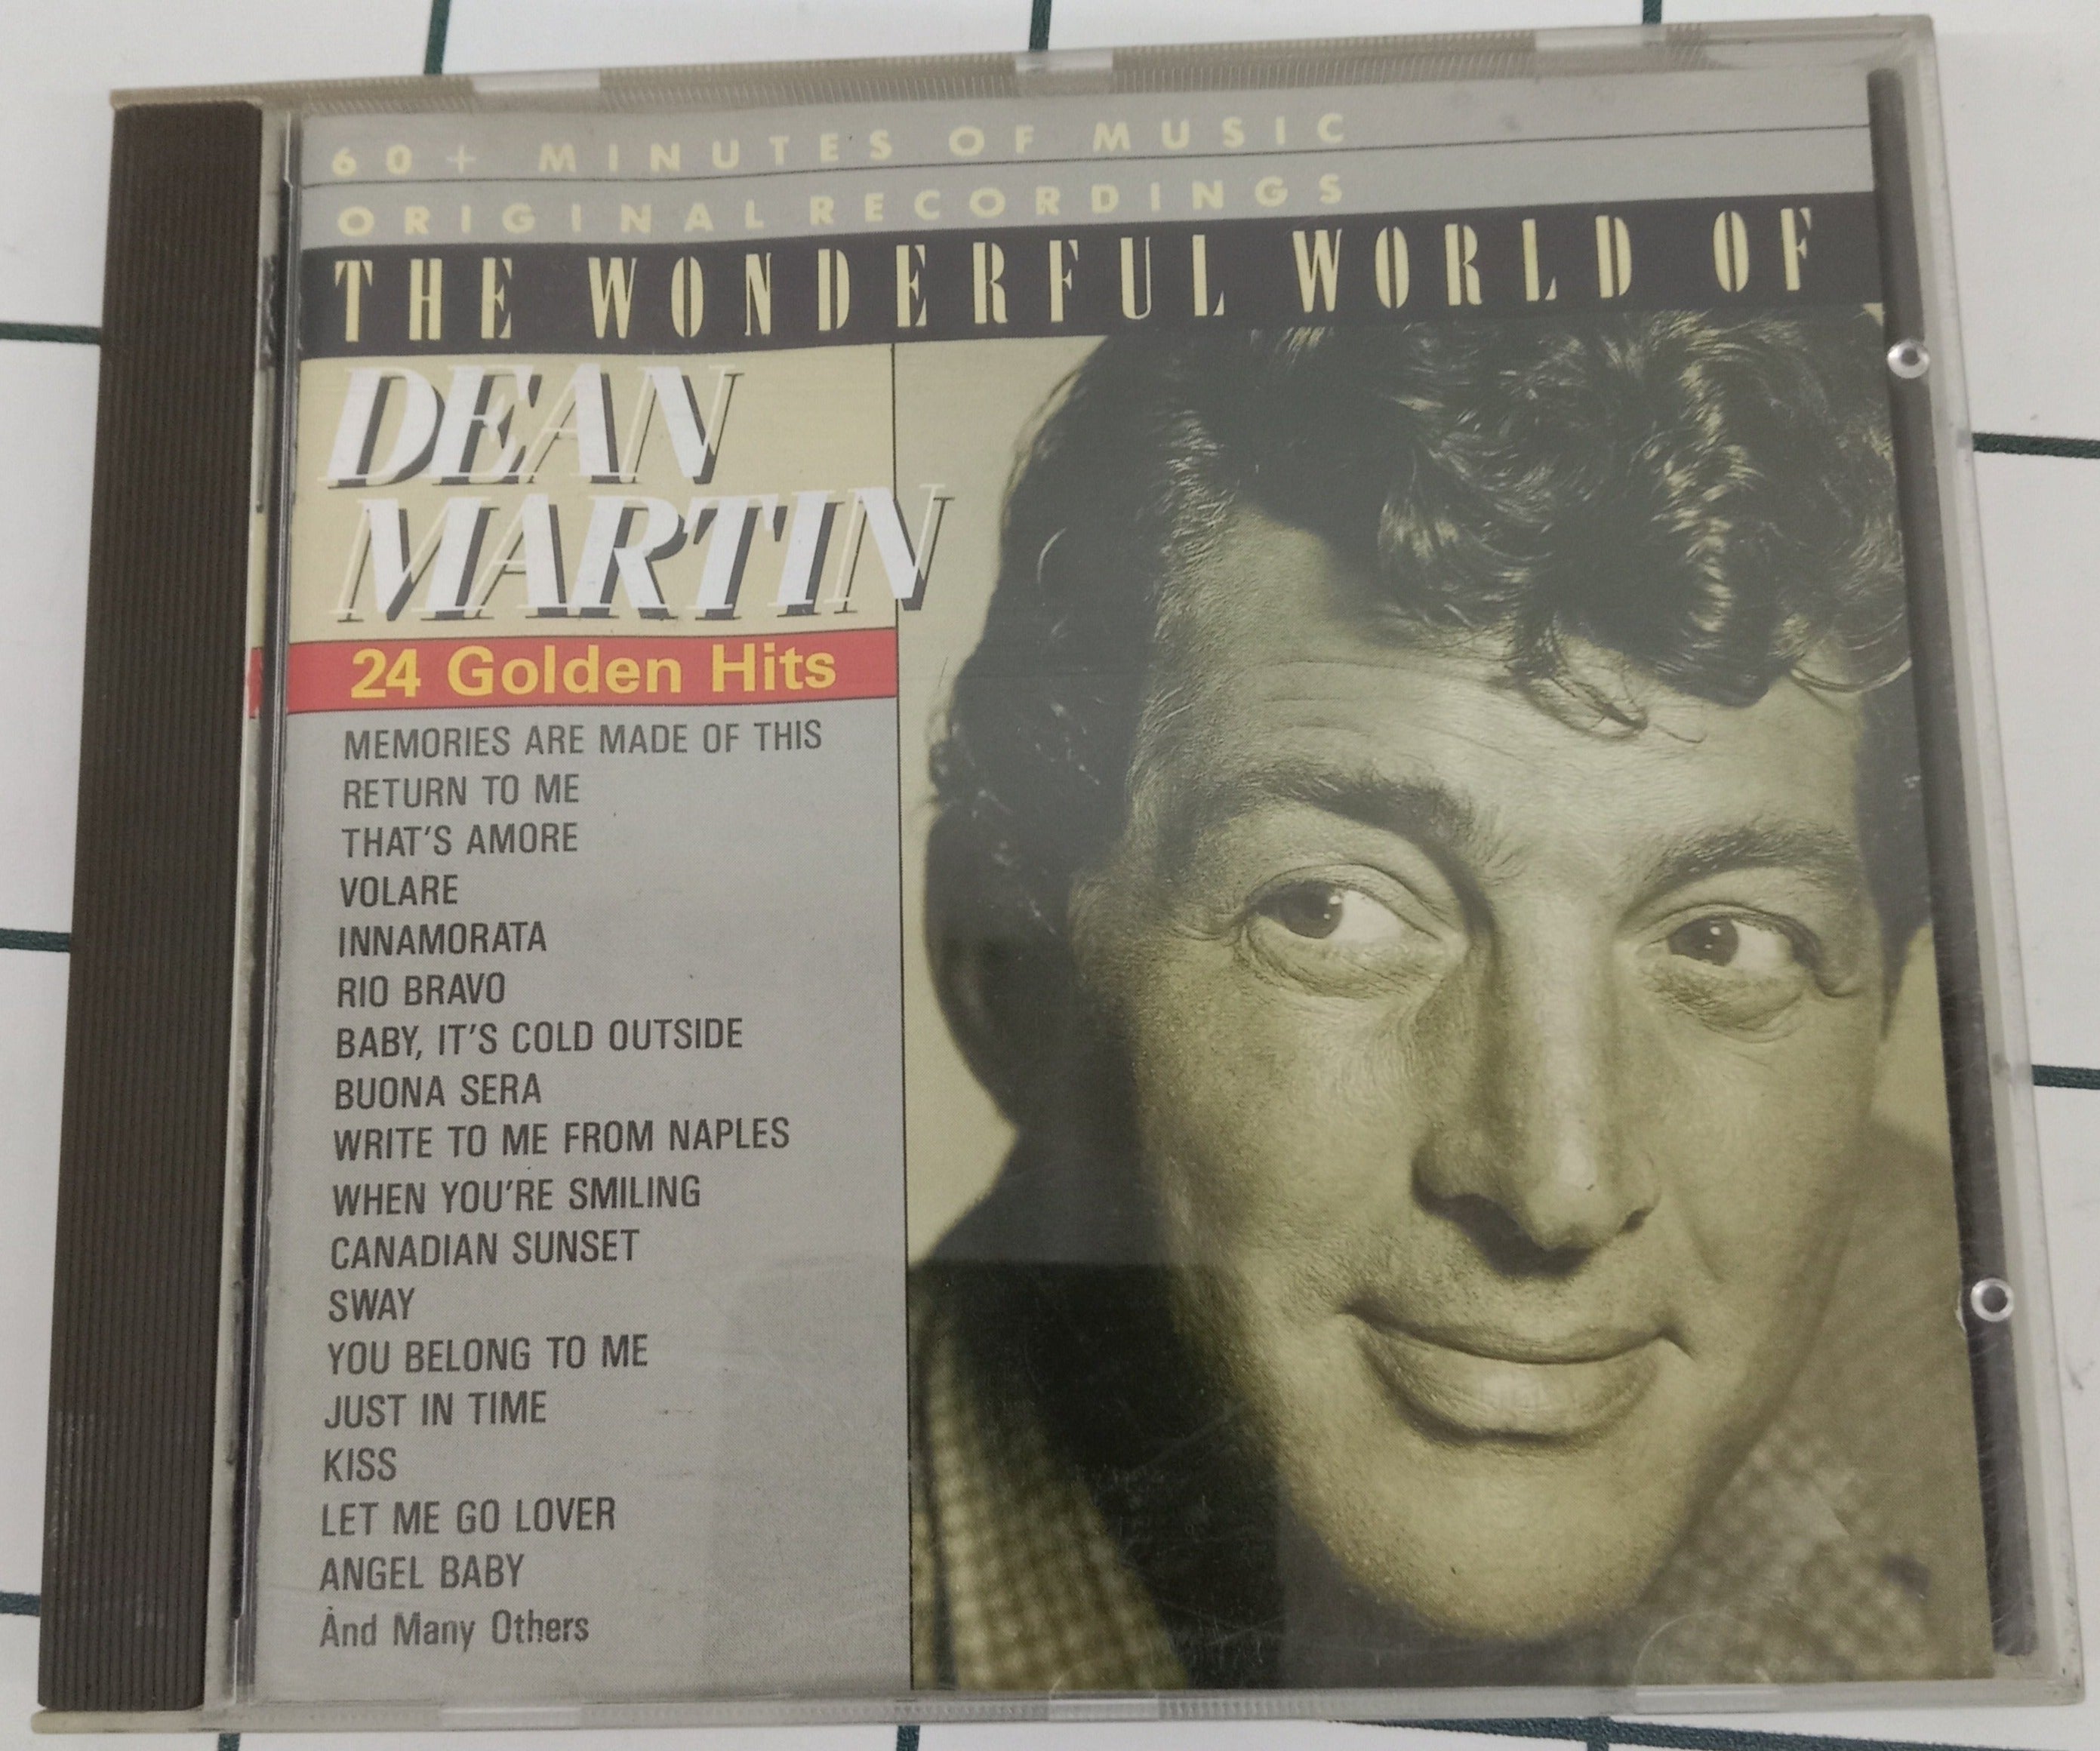 60+ MINUTES OF MUSIC
ORIGINAL RECORDINGS
THE WONDERFUL WORLD OF
DEAN
MARTIN
24 Golden Hits
MEMORIES ARE MADE OF THIS
RETURN TO ME
THAT'S AMORE
VOLARE
INNAMORATA
RIO BRAVO
BABY, IT'S COLD OUTSIDE
BUONA SERA
WRITE TO ME FROM NAPLES
WHEN YOU'RE SMILING
CANADIAN SUNSET
SWAY
YOU BELONG TO ME
JUST IN TIME
KISS
LET ME GO LOVER
ANGEL BABY
And Many Others